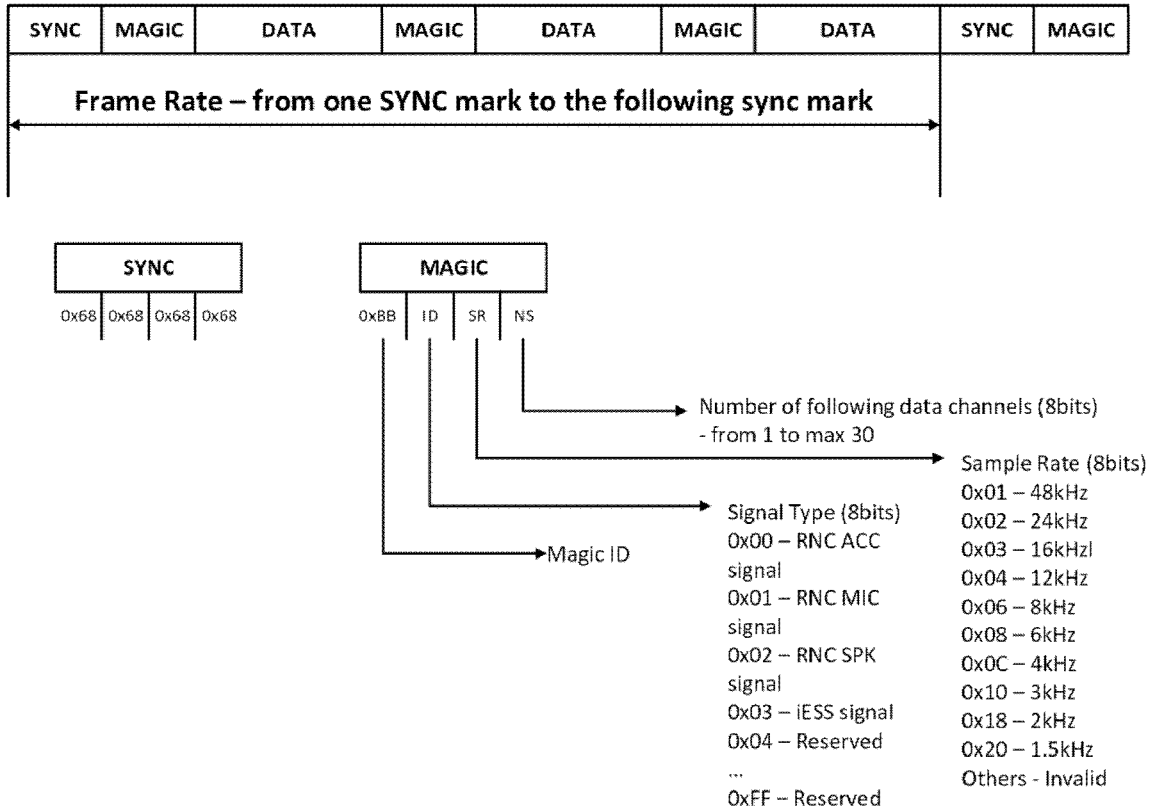 SYNC MAGIC DATA MAGIC DATA MAGIC DATA SYNC MAGIC
Frame Rate – from one SYNC mark to the following sync mark
SYNC
0x68 0x68 0x68 0x68
MAGIC
0xBB ID SR NS
Number of following data channels (8bits)
- from 1 to max 30
Sample Rate (8bits)
0x01 – 48kHz
0x02 – 24kHz
0x03 – 16kHzl
0x04 – 12kHz
0x06 – 8kHz
0x08 – 6kHz
0x0C – 4kHz
0x10 – 3kHz
0x18 – 2kHz
0x20 – 1.5kHz
Others - Invalid
Signal Type (8bits)
0x00 – RNC ACC
signal
0x01 – RNC MIC
signal
0x02 – RNC SPK
signal
0x03 – iESS signal
0x04 – Reserved
...
0xFF – Reserved
Magic ID